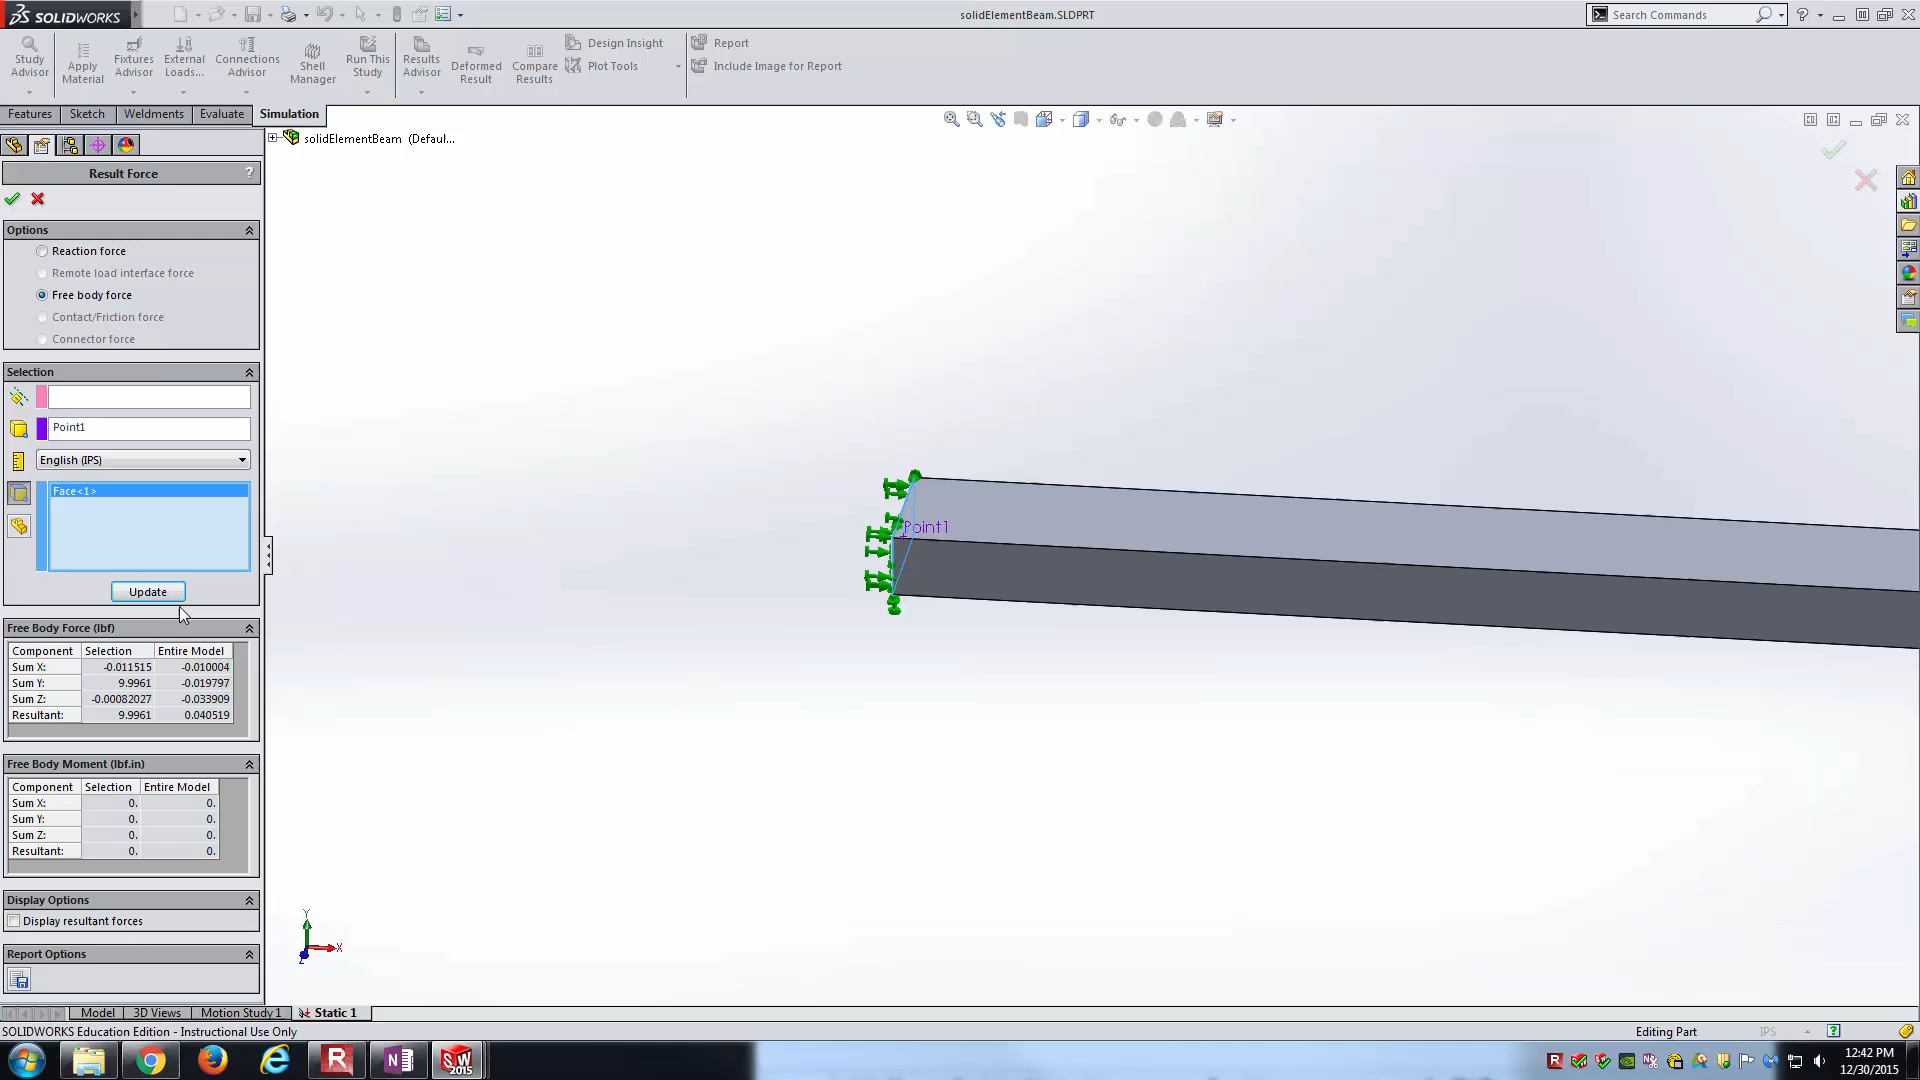 SOLIDWORKS
solidElementBeam.SLDPRT
Search Commands
Study Advisor
Apply Material
Fixtures Advisor
External Loads...
Connections Advisor
Shell Manager
Run This Study
Results Advisor
Deformed Result
Compare Results
Design Insight
Plot Tools
Report
Include Image for Report
Features Sketch Weldments Evaluate Simulation
solidElementBeam (Defaul...
Result Force ?
Options
Reaction force
Remote load interface force
Free body force
Contact/Friction force
Connector force
Selection
Point1
English (IPS)
Face<1>
Update
Free Body Force (lbf)
Component Selection Entire Model
Sum X: -0.011515 -0.010004
Sum Y: 9.9961 -0.019797
Sum Z: -0.00082027 -0.033909
Resultant: 9.9961 0.040519
Free Body Moment (lbf.in)
Component Selection Entire Model
Sum X: 0. 0.
Sum Y: 0. 0.
Sum Z: 0. 0.
Resultant: 0. 0.
Display Options
Display resultant forces
Report Options
Point1
Y
X
Z
Model 3D Views Motion Study 1 Static 1
SOLIDWORKS Education Edition - Instructional Use Only
Editing Part
IPS
12:42 PM
12/30/2015